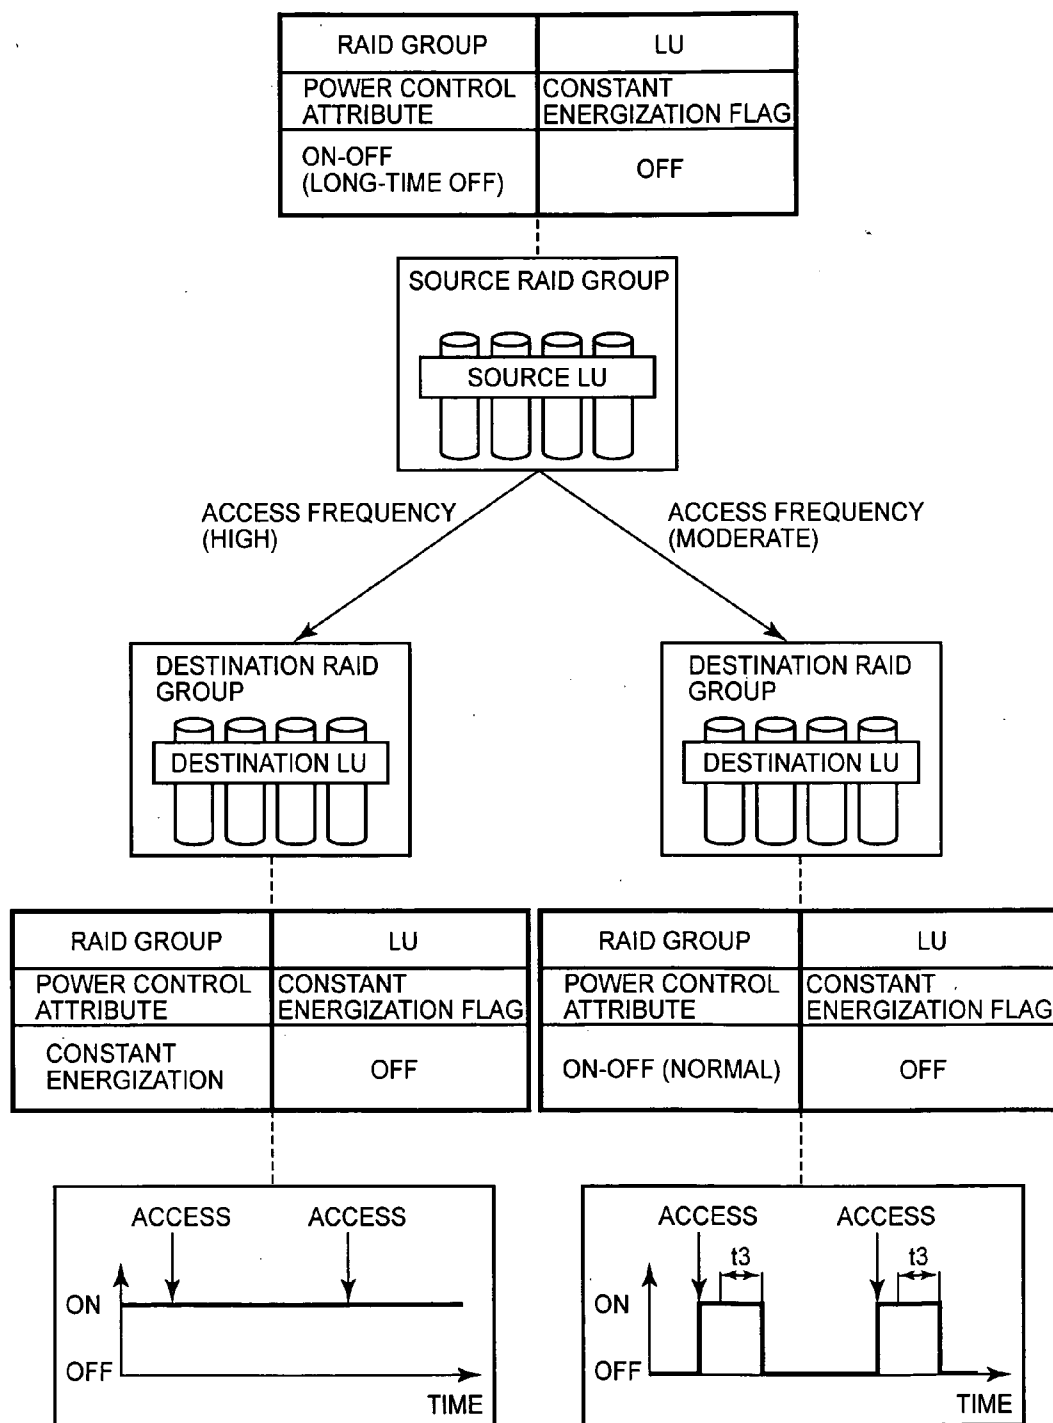 RAID GROUP
LU
POWER CONTROL
ATTRIBUTE
CONSTANT
ENERGIZATION FLAG
ON-OFF
(LONG-TIME OFF)
OFF
SOURCE RAID GROUP
SOURCE LU
ACCESS FREQUENCY
(HIGH)
ACCESS FREQUENCY
(MODERATE)
DESTINATION RAID
GROUP
DESTINATION LU
DESTINATION RAID
GROUP
DESTINATION LU
RAID GROUP
LU
POWER CONTROL
ATTRIBUTE
CONSTANT
ENERGIZATION FLAG
CONSTANT
ENERGIZATION
OFF
RAID GROUP
LU
POWER CONTROL
ATTRIBUTE
CONSTANT
ENERGIZATION FLAG
ON-OFF (NORMAL)
OFF
ACCESS
ACCESS
ON
OFF
TIME
ACCESS
ACCESS
t3
t3
ON
OFF
TIME